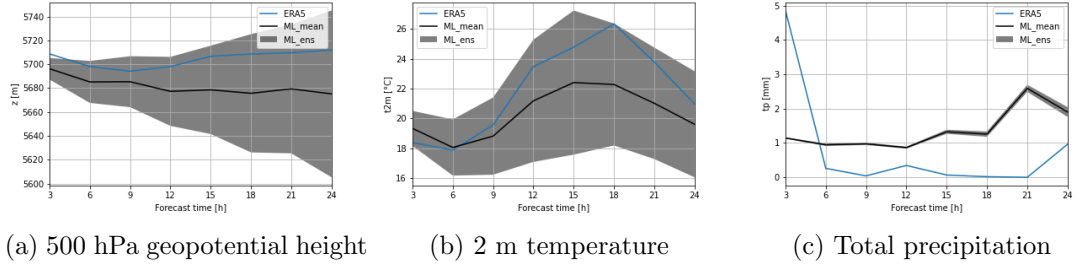 5740
5720
5700
5680
5660
5640
5620
5600
z [m]
3 6 9 12 15 18 21 24
Forecast time [h]
ERA5
ML_mean
ML_ens
(a) 500 hPa geopotential height
26
24
22
20
18
16
t2m [°C]
3 6 9 12 15 18 21 24
Forecast time [h]
ERA5
ML_mean
ML_ens
(b) 2 m temperature
5
4
3
2
1
0
tp [mm]
3 6 9 12 15 18 21 24
Forecast time [h]
ERA5
ML_mean
ML_ens
(c) Total precipitation